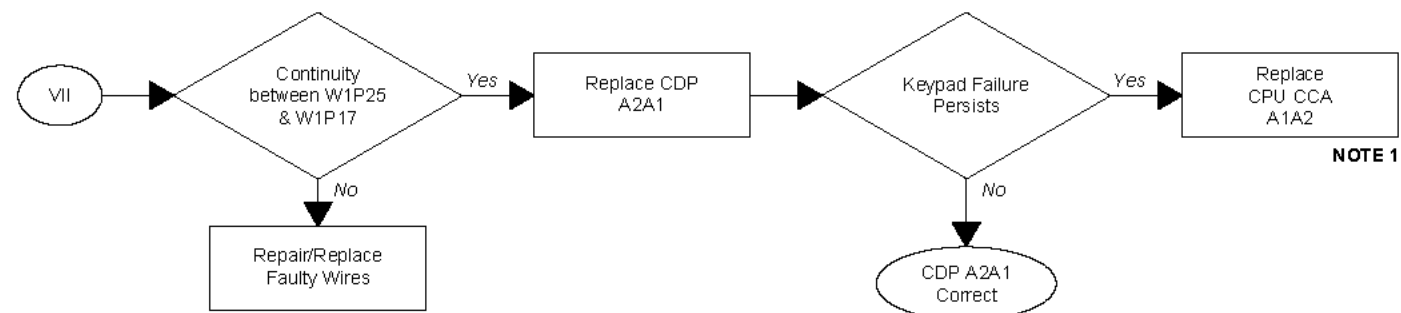 VII
Continuity
between W1P25
& W1P17
Yes
Replace CDP
A2A1
Keypad Failure
Persists
Yes
Replace
CPU CCA
A1A2
NOTE 1
No
Repair/Replace
Faulty Wires
No
CDP A2A1
Correct